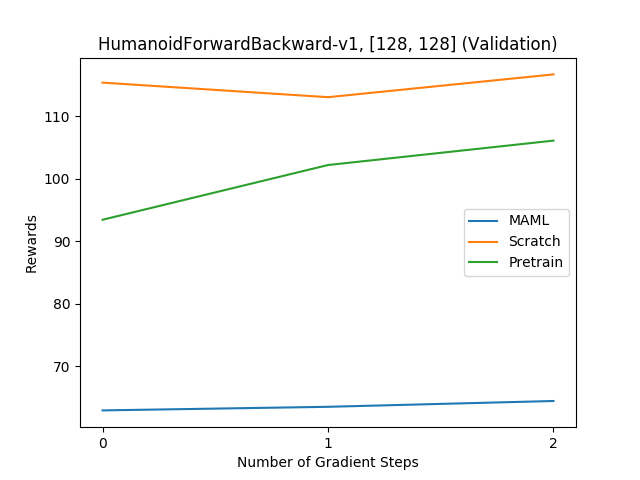 HumanoidForwardBackward-v1, [128, 128] (Validation)
110
100
90
80
70
Rewards
MAML
Scratch
Pretrain
0 1 2
Number of Gradient Steps